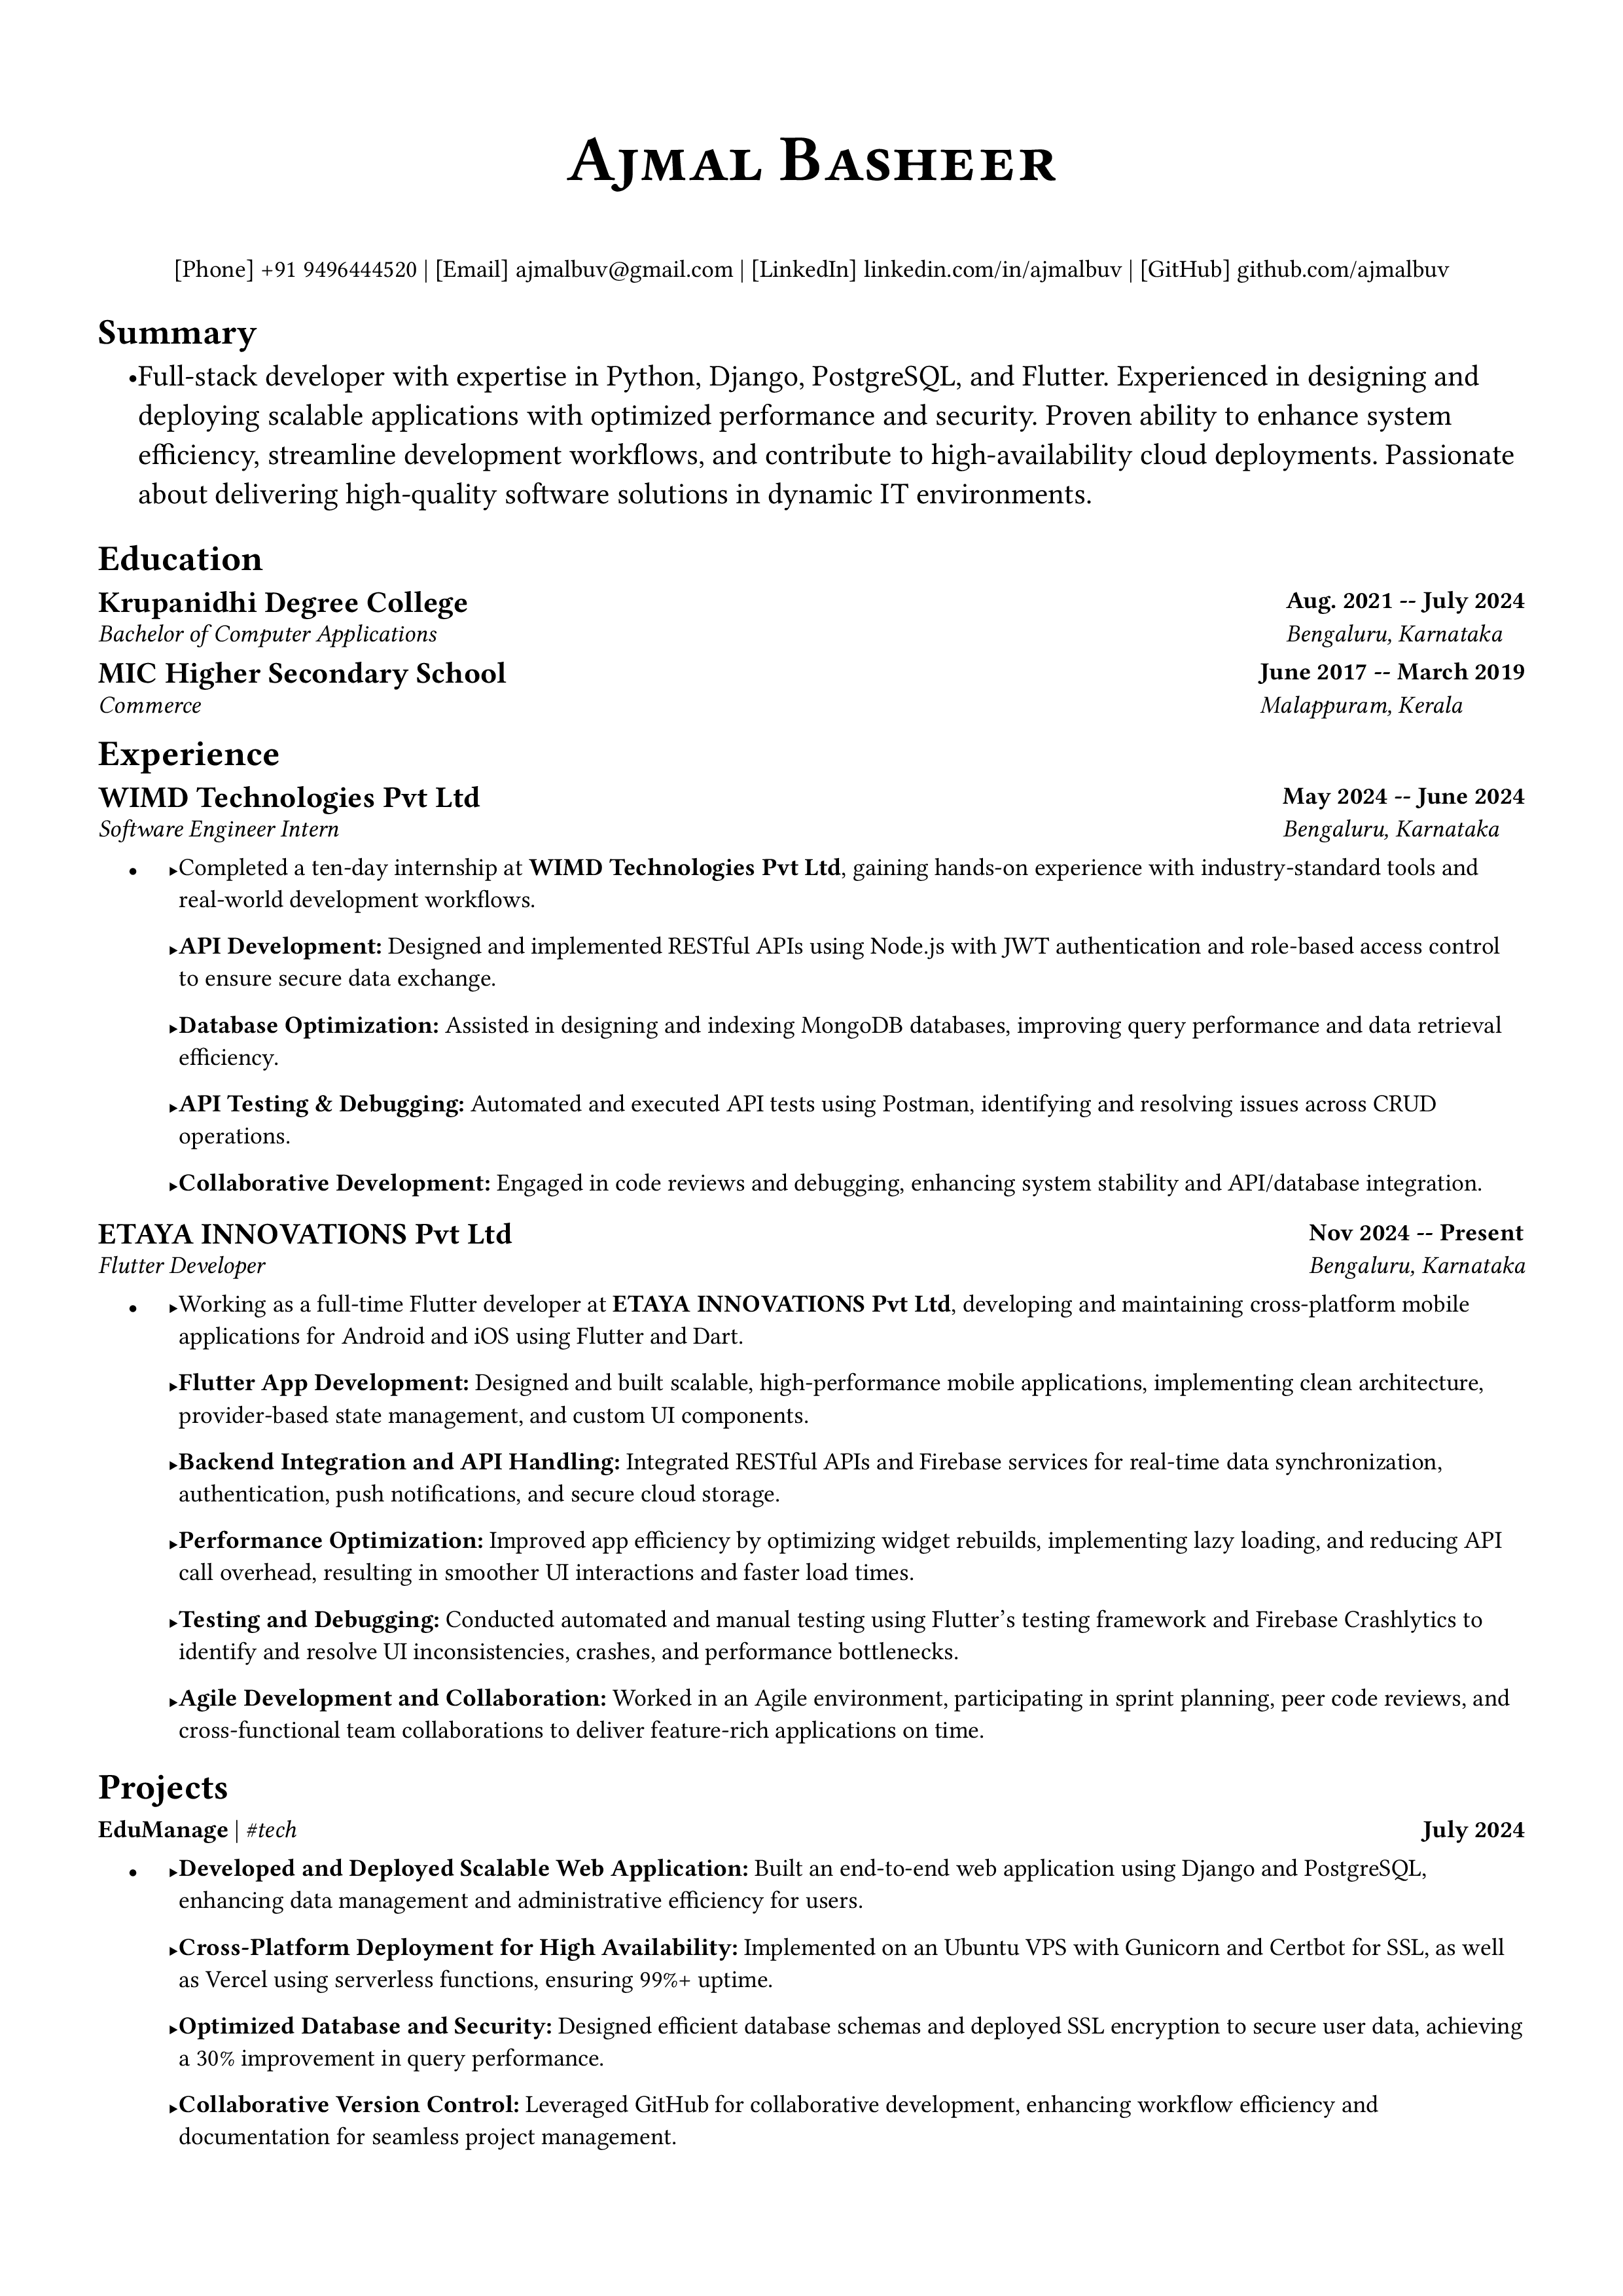 Ajmal Basheer
[Phone] +91 9496444520 | [Email] ajmalbuv@gmail.com | [LinkedIn] linkedin.com/in/ajmalbuv | [GitHub] github.com/ajmalbuv
Summary
•Full-stack developer with expertise in Python, Django, PostgreSQL, and Flutter. Experienced in designing and
deploying scalable applications with optimized performance and security. Proven ability to enhance system
efficiency, streamline development workflows, and contribute to high-availability cloud deployments. Passionate
about delivering high-quality software solutions in dynamic IT environments.
Education
Krupanidhi Degree College Aug. 2021 -- July 2024
Bachelor of Computer Applications Bengaluru, Karnataka
MIC Higher Secondary School June 2017 -- March 2019
Commerce Malappuram, Kerala
Experience
WIMD Technologies Pvt Ltd May 2024 -- June 2024
Software Engineer Intern Bengaluru, Karnataka
• ‣Completed a ten-day internship at WIMD Technologies Pvt Ltd, gaining hands-on experience with industry-standard tools and
real-world development workflows.
‣API Development: Designed and implemented RESTful APIs using Node.js with JWT authentication and role-based access control
to ensure secure data exchange.
‣Database Optimization: Assisted in designing and indexing MongoDB databases, improving query performance and data retrieval
efficiency.
‣API Testing & Debugging: Automated and executed API tests using Postman, identifying and resolving issues across CRUD
operations.
‣Collaborative Development: Engaged in code reviews and debugging, enhancing system stability and API/database integration.
ETAYA INNOVATIONS Pvt Ltd Nov 2024 -- Present
Flutter Developer Bengaluru, Karnataka
• ‣Working as a full-time Flutter developer at ETAYA INNOVATIONS Pvt Ltd, developing and maintaining cross-platform mobile
applications for Android and iOS using Flutter and Dart.
‣Flutter App Development: Designed and built scalable, high-performance mobile applications, implementing clean architecture,
provider-based state management, and custom UI components.
‣Backend Integration and API Handling: Integrated RESTful APIs and Firebase services for real-time data synchronization,
authentication, push notifications, and secure cloud storage.
‣Performance Optimization: Improved app efficiency by optimizing widget rebuilds, implementing lazy loading, and reducing API
call overhead, resulting in smoother UI interactions and faster load times.
‣Testing and Debugging: Conducted automated and manual testing using Flutter’s testing framework and Firebase Crashlytics to
identify and resolve UI inconsistencies, crashes, and performance bottlenecks.
‣Agile Development and Collaboration: Worked in an Agile environment, participating in sprint planning, peer code reviews, and
cross-functional team collaborations to deliver feature-rich applications on time.
Projects
EduManage | #tech July 2024
• ‣Developed and Deployed Scalable Web Application: Built an end-to-end web application using Django and PostgreSQL,
enhancing data management and administrative efficiency for users.
‣Cross-Platform Deployment for High Availability: Implemented on an Ubuntu VPS with Gunicorn and Certbot for SSL, as well
as Vercel using serverless functions, ensuring 99%+ uptime.
‣Optimized Database and Security: Designed efficient database schemas and deployed SSL encryption to secure user data, achieving
a 30% improvement in query performance.
‣Collaborative Version Control: Leveraged GitHub for collaborative development, enhancing workflow efficiency and
documentation for seamless project management.